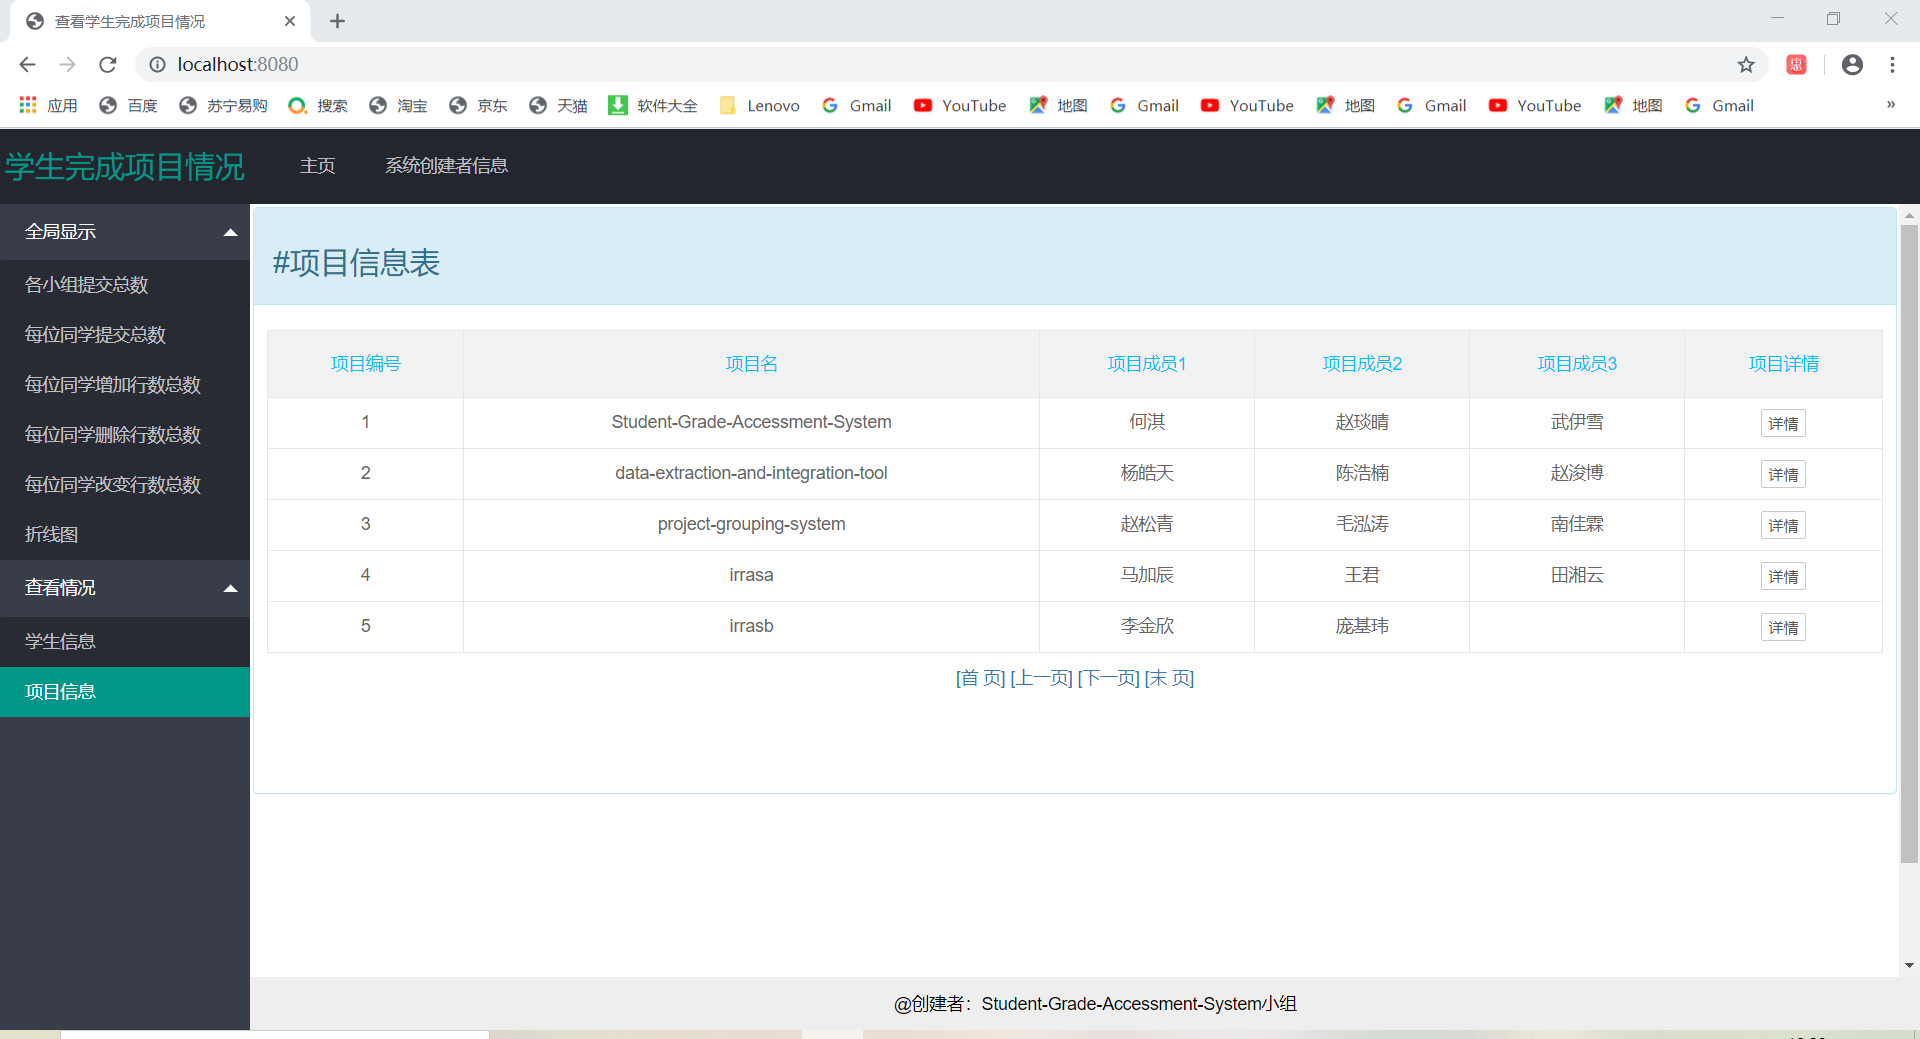 查看学生完成项目情况
localhost:8080
应用 百度 苏宁易购 搜索 淘宝 京东 天猫 软件大全 Lenovo Gmail YouTube 地图 Gmail YouTube 地图 Gmail YouTube 地图 Gmail »
学生完成项目情况 主页 系统创建者信息
全局显示
各小组提交总数
每位同学提交总数
每位同学增加行数总数
每位同学删除行数总数
每位同学改变行数总数
折线图
查看情况
学生信息
项目信息
#项目信息表
项目编号 项目名 项目成员1 项目成员2 项目成员3 项目详情
1 Student-Grade-Accessment-System 何淇 赵琰晴 武伊雪 详情
2 data-extraction-and-integration-tool 杨皓天 陈浩楠 赵浚博 详情
3 project-grouping-system 赵松青 毛泓涛 南佳霖 详情
4 irrasa 马加辰 王君 田湘云 详情
5 irrasb 李金欣 庞基玮 详情
[首 页] [上一页] [下一页] [末 页]
@创建者：Student-Grade-Accessment-System小组